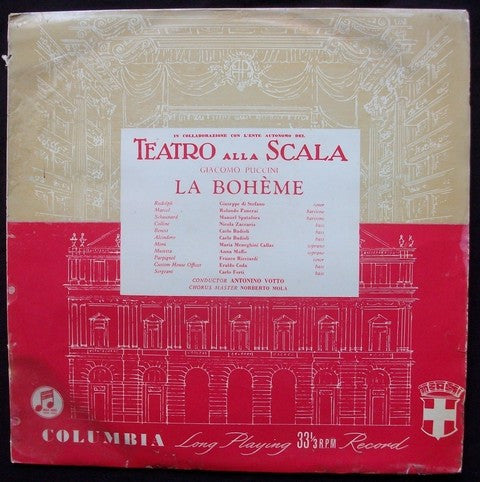 IN COLLABORAZIONE CON L'ENTE AUTONOMO DEL
TEATRO ALLA SCALA
GIACOMO PUCCINI
LA BOHÈME
Rodolfo Giuseppe di Stefano tenor
Marcel Rolando Panerai baritone
Schaunard Manuel Spatafora baritone
Colline Nicola Zaccaria bass
Benoit Carlo Badioli bass
Alcindoro Carlo Badioli bass
Mimi Maria Meneghini Callas soprano
Musetta Anna Moffo soprano
Parpignol Franco Ricciardi tenor
Custom-House Officer Eraldo Coda bass
Sergeant Carlo Forti bass
CONDUCTOR ANTONINO VOTTO
CHORUS MASTER NORBERTO MOLA
COLUMBIA Long Playing 33⅓ R.P.M Record